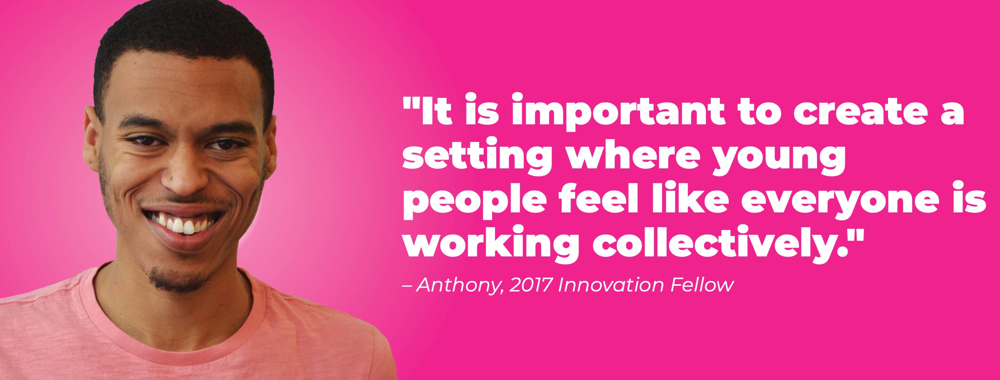 "It is important to create a
setting where young
people feel like everyone is
working collectively."
– Anthony, 2017 Innovation Fellow